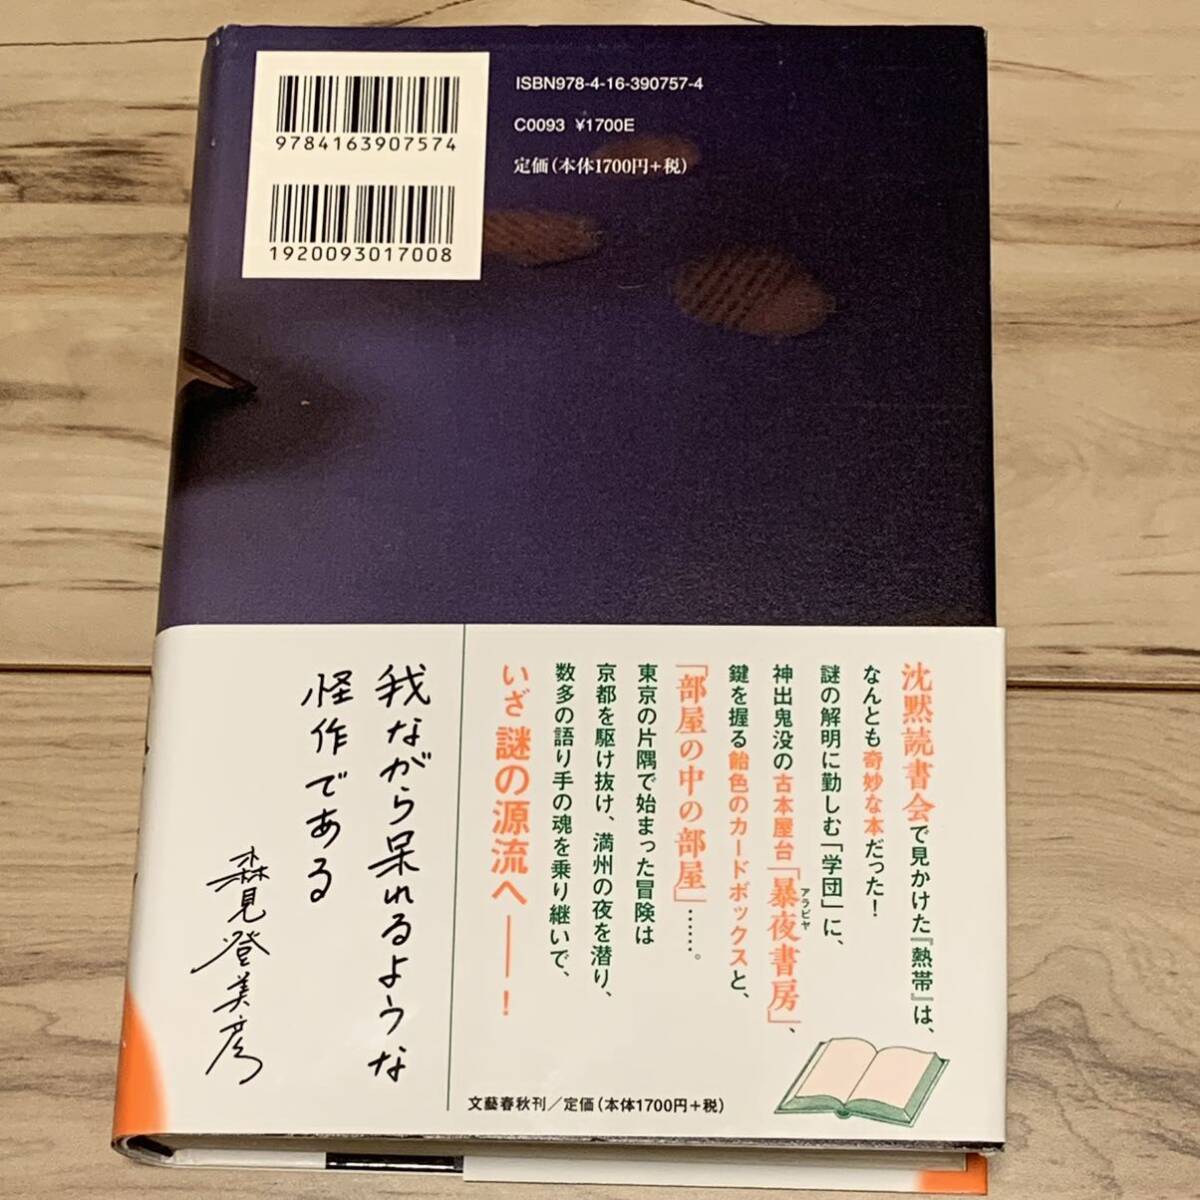 9784163907574
1920093017008
ISBN978-4-16-390757-4
C0093 ¥1700E
定価(本体1700円+税)
沈黙読書会で見かけた『熱帯』は、
なんとも奇妙な本だった!
謎の解明に勤しむ「学団」に、
神出鬼没の古本屋台「暴夜書房」、
アラビヤ
鍵を握る飴色のカードボックスと、
「部屋の中の部屋」……。
東京の片隅で始まった冒険は
京都を駆け抜け、満州の夜を潜り、
数多の語り手の魂を乗り継いで、
いざ謎の源流へ——!
我ながら呆れるような
怪作である
森見登美彦
文藝春秋刊/定価(本体1700円+税)